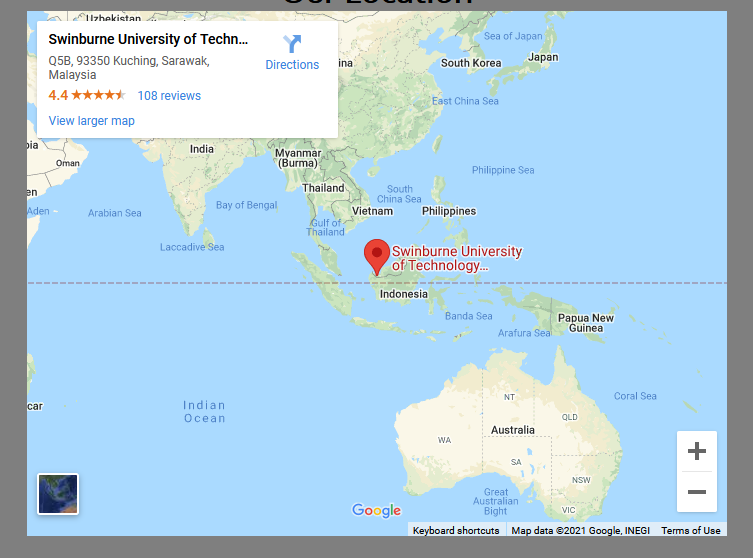 Our Location
Uzbekistan
Swinburne University of Techn...
Directions
Q5B, 93350 Kuching, Sarawak,
Malaysia
4.4
108 reviews
View larger map
Sea of Japan
Japan
South Korea
East China Sea
Oman
India
Myanmar
(Burma)
Thailand
Philippine Sea
South
China Sea
Vietnam
Philippines
Bay of Bengal
Arabian Sea
Aden
Gulf of
Thailand
Laccadive Sea
Swinburne University
of Technology...
Indonesia
Banda Sea
Papua New
Guinea
Arafura Sea
Coral Sea
Indian
Ocean
NT
QLD
Australia
WA
SA
NSW
Great
Australian
Bight
VIC
Google
Keyboard shortcuts
Map data ©2021 Google, INEGI
Terms of Use